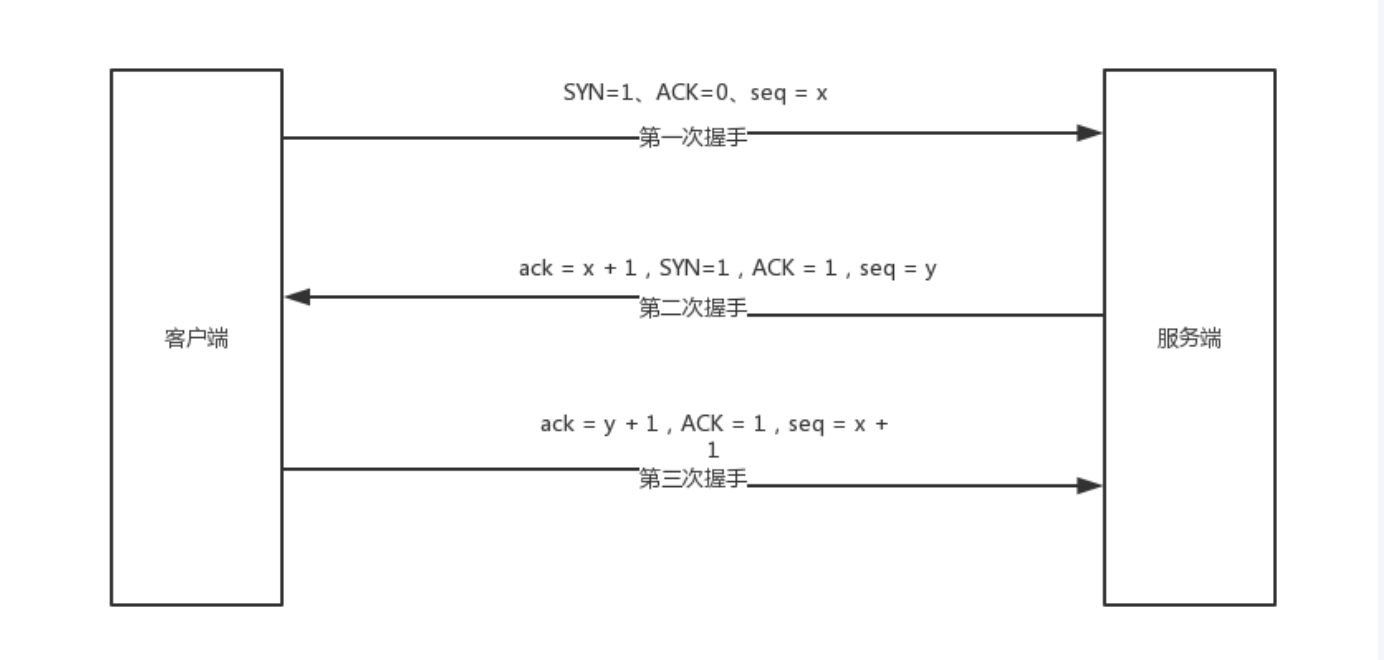 SYN=1、ACK=0、seq = x
第一次握手
ack = x + 1 , SYN=1 , ACK = 1 , seq = y
第二次握手
客户端
服务端
ack = y + 1 , ACK = 1 , seq = x +
1
第三次握手